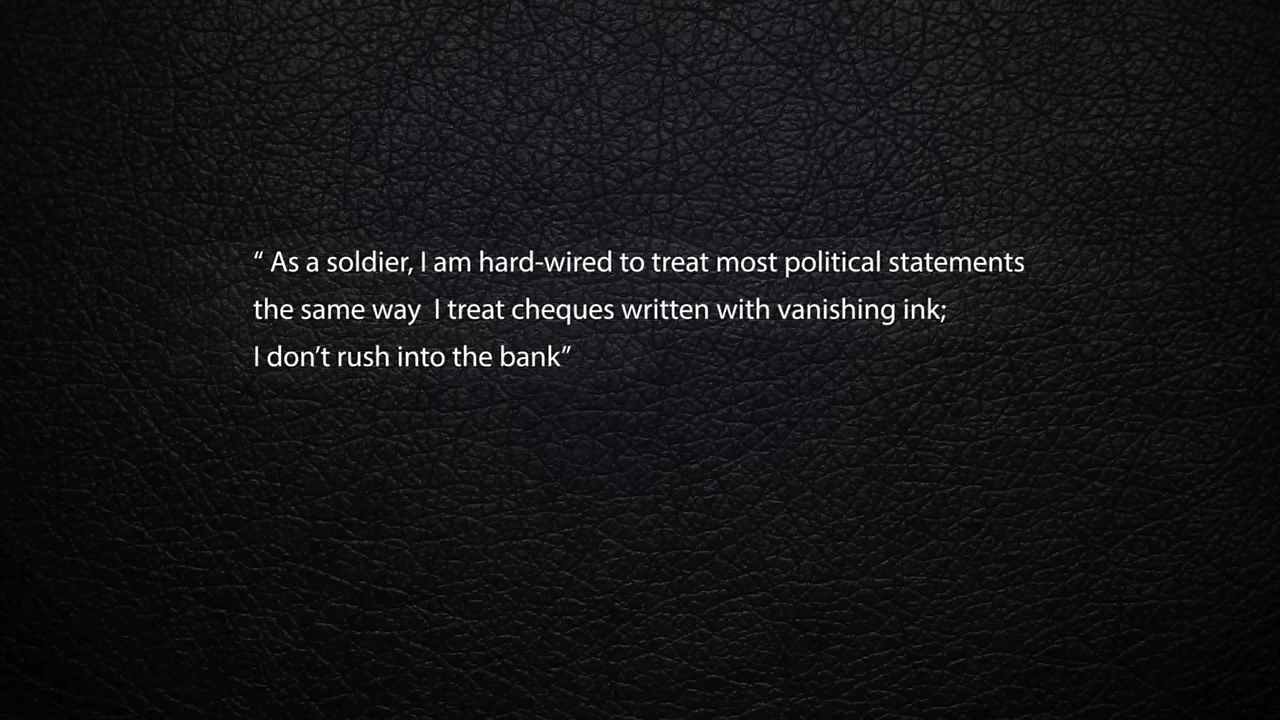 “ As a soldier, I am hard-wired to treat most political statements
the same way  I treat cheques written with vanishing ink;
I don’t rush into the bank”